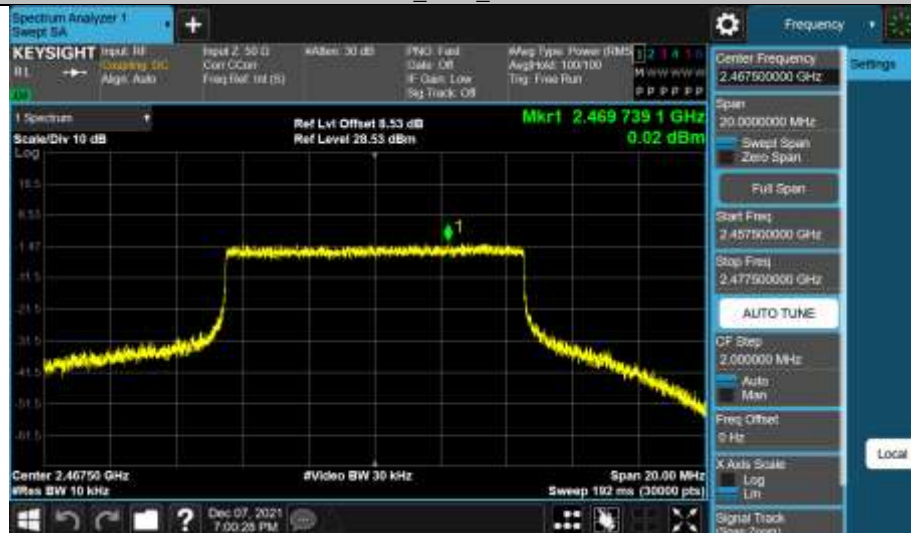 Spectrum Analyzer 1
Swept SA
+
Frequency
KEYSIGHT
Input: RF
Coupling: DC
Align: Auto
Input Z: 50 Ω
Corr CCorr
Freq Ref: Int (S)
#Atten: 30 dB
PNO: Fast
Gate: Off
IF Gain: Low
Sig Track: Off
#Avg Type: Power (RMS)
Avg|Hold: 100/100
Trig: Free Run
M W W W W W
P P P P P P
1 Spectrum
Scale/Div 10 dB
Log
Ref Lvl Offset 8.53 dB
Ref Level 28.53 dBm
Mkr1 2.469 739 1 GHz
0.02 dBm
18.5
8.53
-1.47
-11.5
-21.5
-31.5
-41.5
-51.5
-61.5
1
Center 2.46750 GHz
#Res BW 10 kHz
#Video BW 30 kHz
Span 20.00 MHz
Sweep 192 ms (30000 pts)
Dec 07, 2021
7:00:28 PM
?
Center Frequency
2.467500000 GHz
Settings
Span
20.0000000 MHz
Swept Span
Zero Span
Full Span
Start Freq
2.457500000 GHz
Stop Freq
2.477500000 GHz
AUTO TUNE
CF Step
2.000000 MHz
Auto
Man
Freq Offset
0 Hz
X Axis Scale
Log
Lin
Local
Signal Track
(Span Zoom)